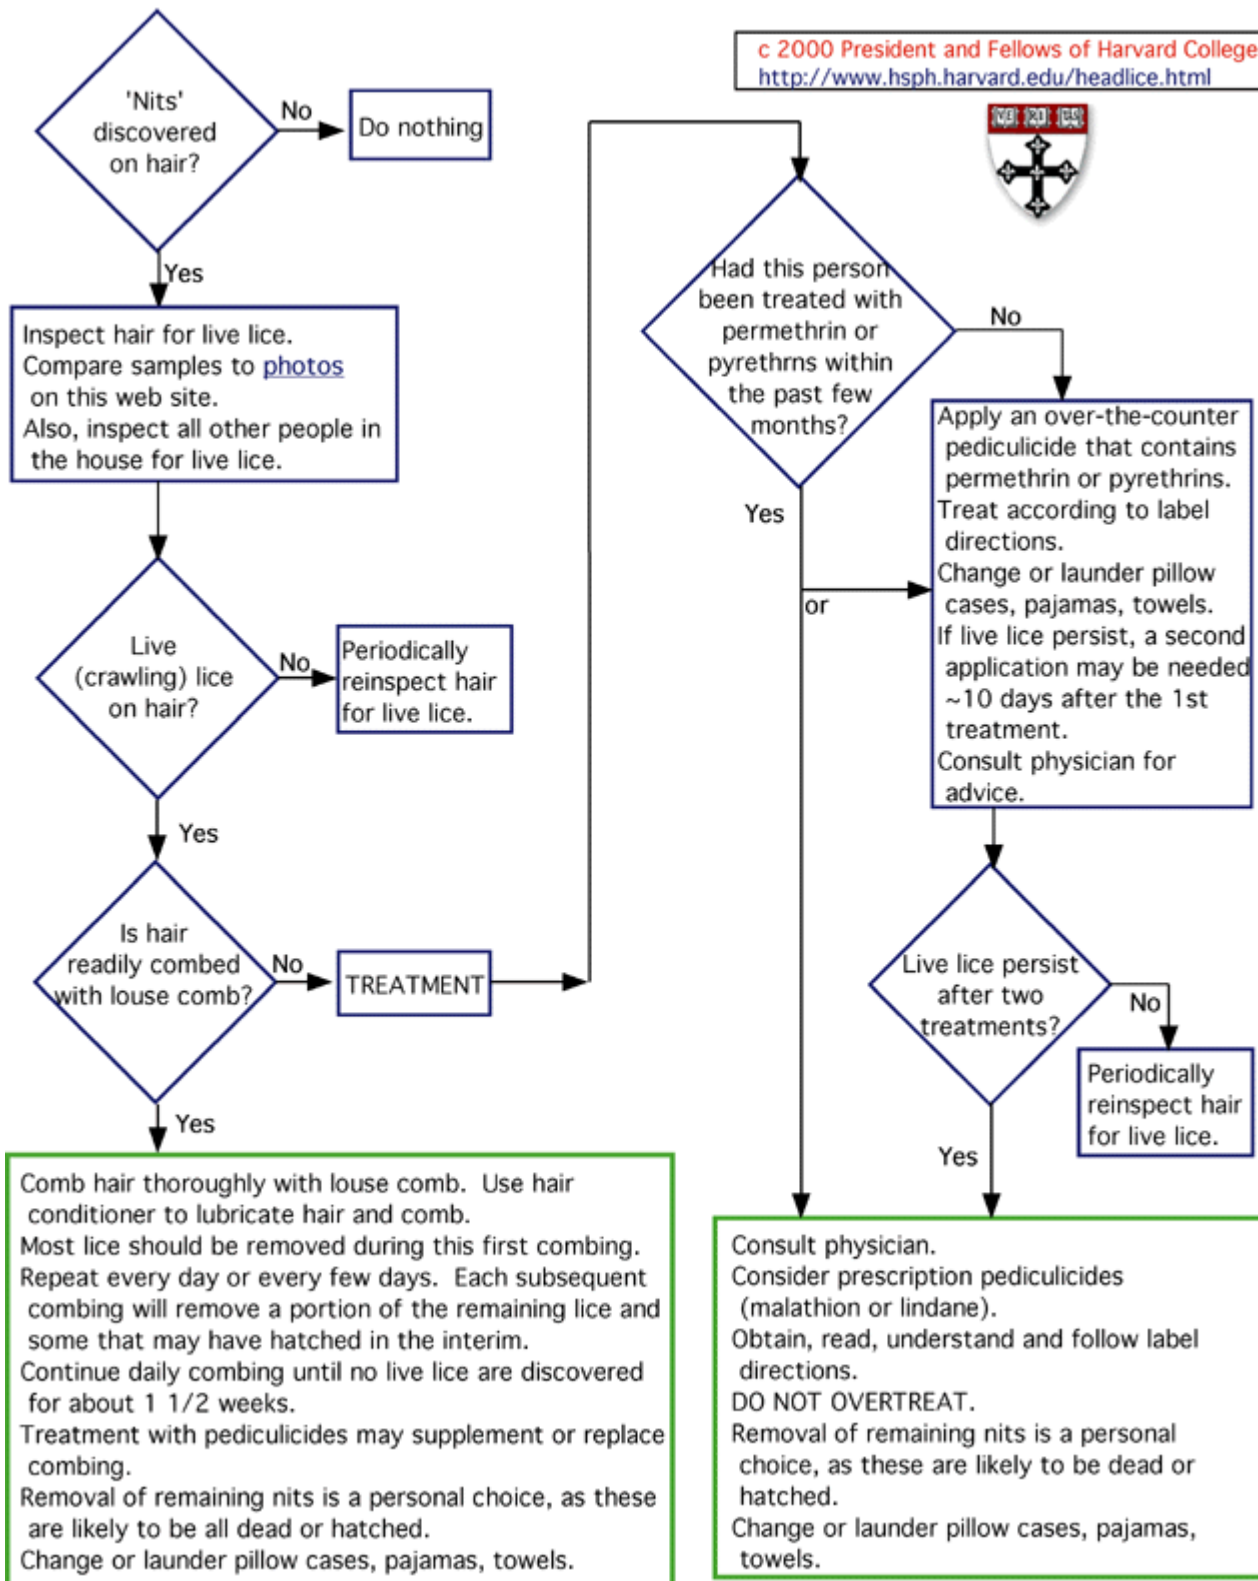 'Nits'
discovered
on hair?
No
Do nothing
Yes
Inspect hair for live lice.
Compare samples to photos
on this web site.
Also, inspect all other people in
the house for live lice.
Live
(crawling) lice
on hair?
No
Periodically
reinspect hair
for live lice.
Yes
Is hair
readily combed
with louse comb?
No
TREATMENT
Yes
Comb hair thoroughly with louse comb. Use hair
conditioner to lubricate hair and comb.
Most lice should be removed during this first combing.
Repeat every day or every few days. Each subsequent
combing will remove a portion of the remaining lice and
some that may have hatched in the interim.
Continue daily combing until no live lice are discovered
for about 1 1/2 weeks.
Treatment with pediculicides may supplement or replace
combing.
Removal of remaining nits is a personal choice, as these
are likely to be all dead or hatched.
Change or launder pillow cases, pajamas, towels.
c 2000 President and Fellows of Harvard College
http://www.hsph.harvard.edu/headlice.html
VE RI TAS
Had this person
been treated with
permethrin or
pyrethrns within
the past few
months?
No
Yes
or
Apply an over-the-counter
pediculicide that contains
permethrin or pyrethrins.
Treat according to label
directions.
Change or launder pillow
cases, pajamas, towels.
If live lice persist, a second
application may be needed
~10 days after the 1st
treatment.
Consult physician for
advice.
Live lice persist
after two
treatments?
No
Periodically
reinspect hair
for live lice.
Yes
Consult physician.
Consider prescription pediculicides
(malathion or lindane).
Obtain, read, understand and follow label
directions.
DO NOT OVERTREAT.
Removal of remaining nits is a personal
choice, as these are likely to be dead or
hatched.
Change or launder pillow cases, pajamas,
towels.